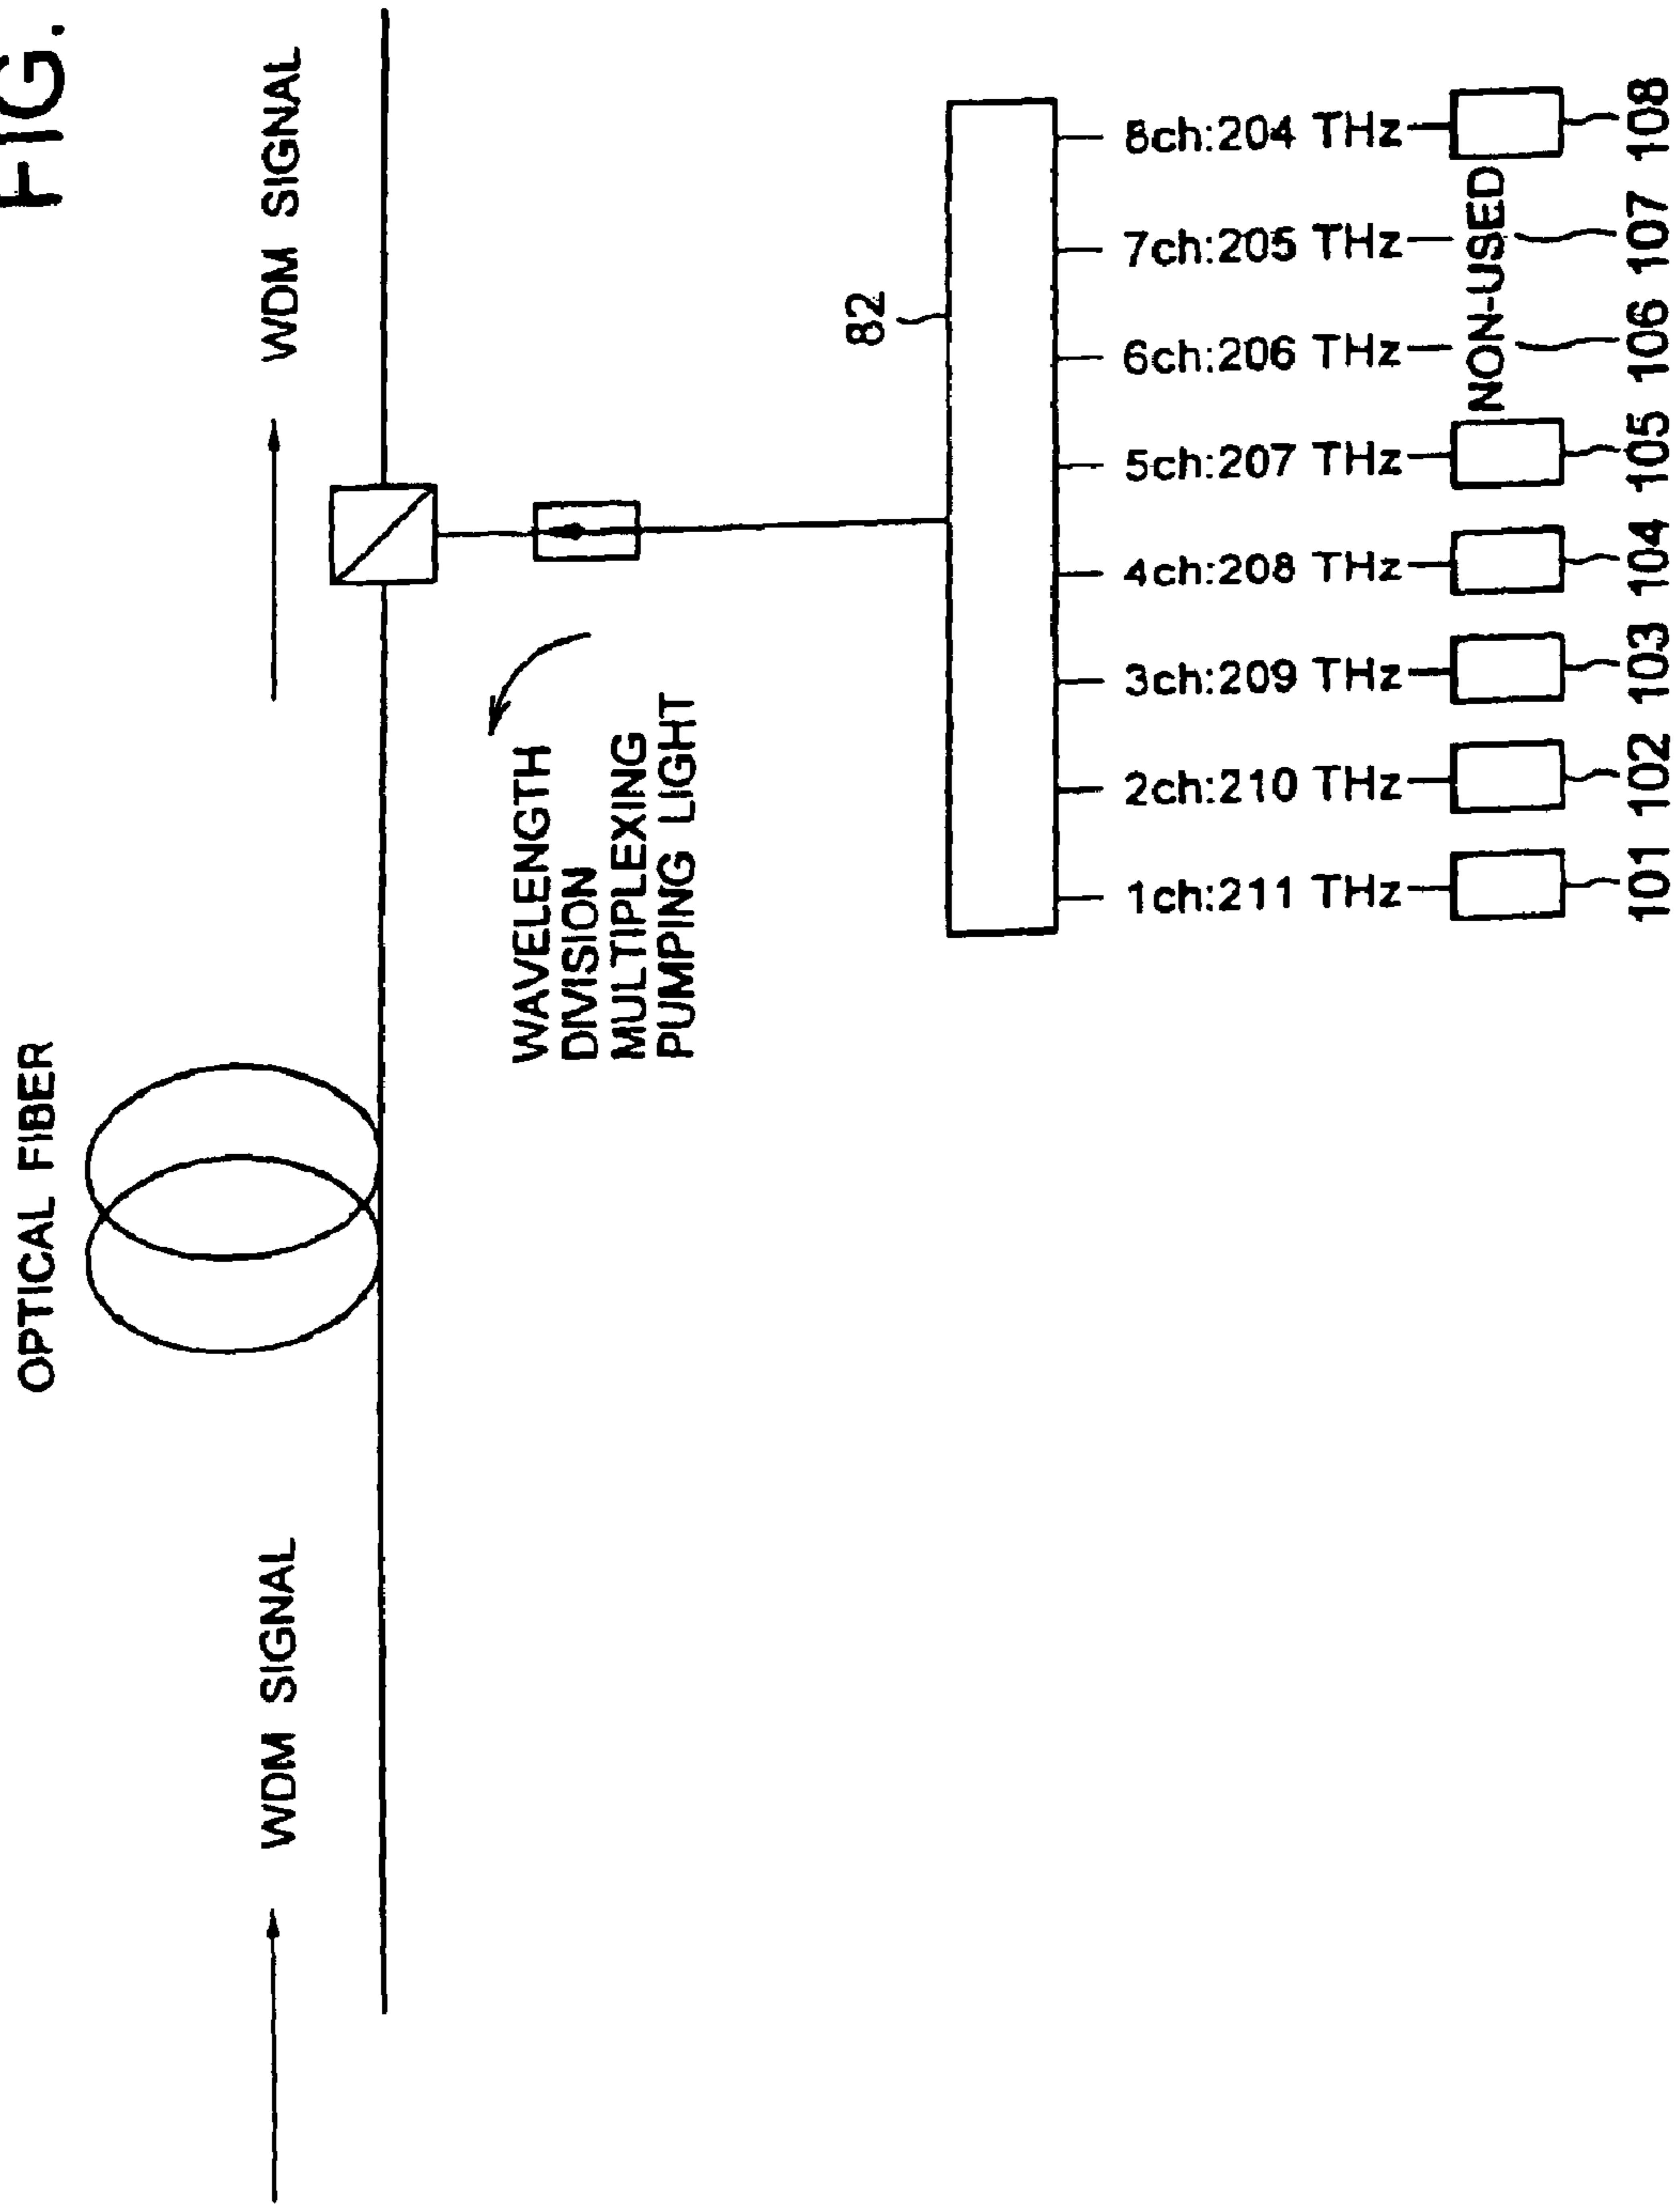 FIG.
OPTICAL FIBER
WDM SIGNAL
WDM SIGNAL
WAVELENGTH
DIVISION
MULTIPLEXING
PUMPING LIGHT
82
1ch:211 THz
2ch:210 THz
3ch:209 THz
4ch:208 THz
5ch:207 THz
6ch:206 THz
7ch:205 THz
8ch:204 THz
NON-USED
101 102 103 104 105 106 107 108